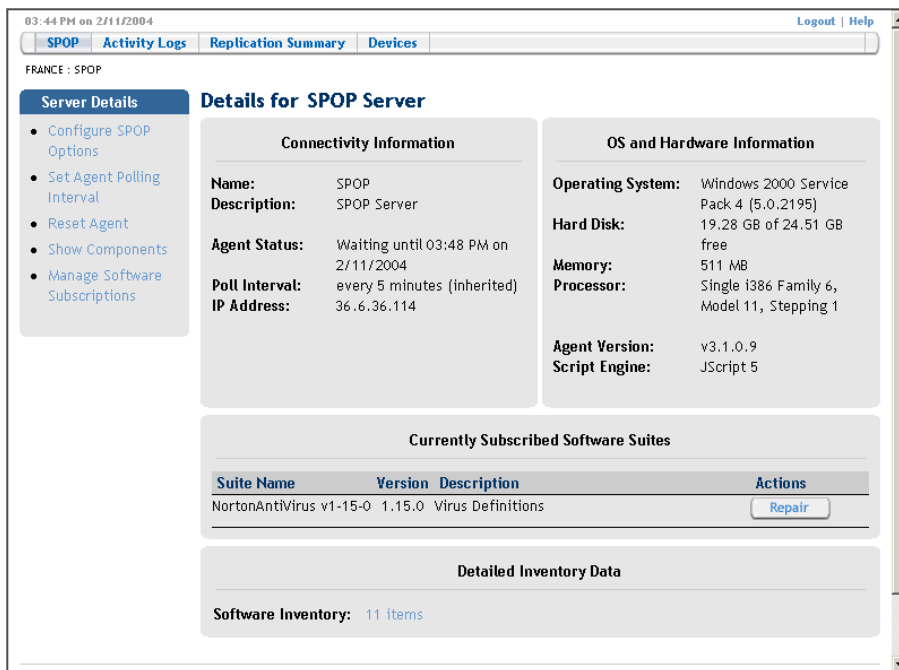 03:44 PM on 2/11/2004
Logout | Help
SPOP Activity Logs Replication Summary Devices
FRANCE : SPOP
Server Details
Configure SPOP
Options
Set Agent Polling
Interval
Reset Agent
Show Components
Manage Software
Subscriptions
Details for SPOP Server
Connectivity Information
Name: SPOP
Description: SPOP Server
Agent Status: Waiting until 03:48 PM on
2/11/2004
Poll Interval: every 5 minutes (inherited)
IP Address: 36.6.36.114
OS and Hardware Information
Operating System: Windows 2000 Service
Pack 4 (5.0.2195)
Hard Disk: 19.28 GB of 24.51 GB
free
Memory: 511 MB
Processor: Single i386 Family 6,
Model 11, Stepping 1
Agent Version: v3.1.0.9
Script Engine: JScript 5
Currently Subscribed Software Suites
Suite Name Version Description Actions
NortonAntiVirus v1-15-0 1.15.0 Virus Definitions Repair
Detailed Inventory Data
Software Inventory: 11 items